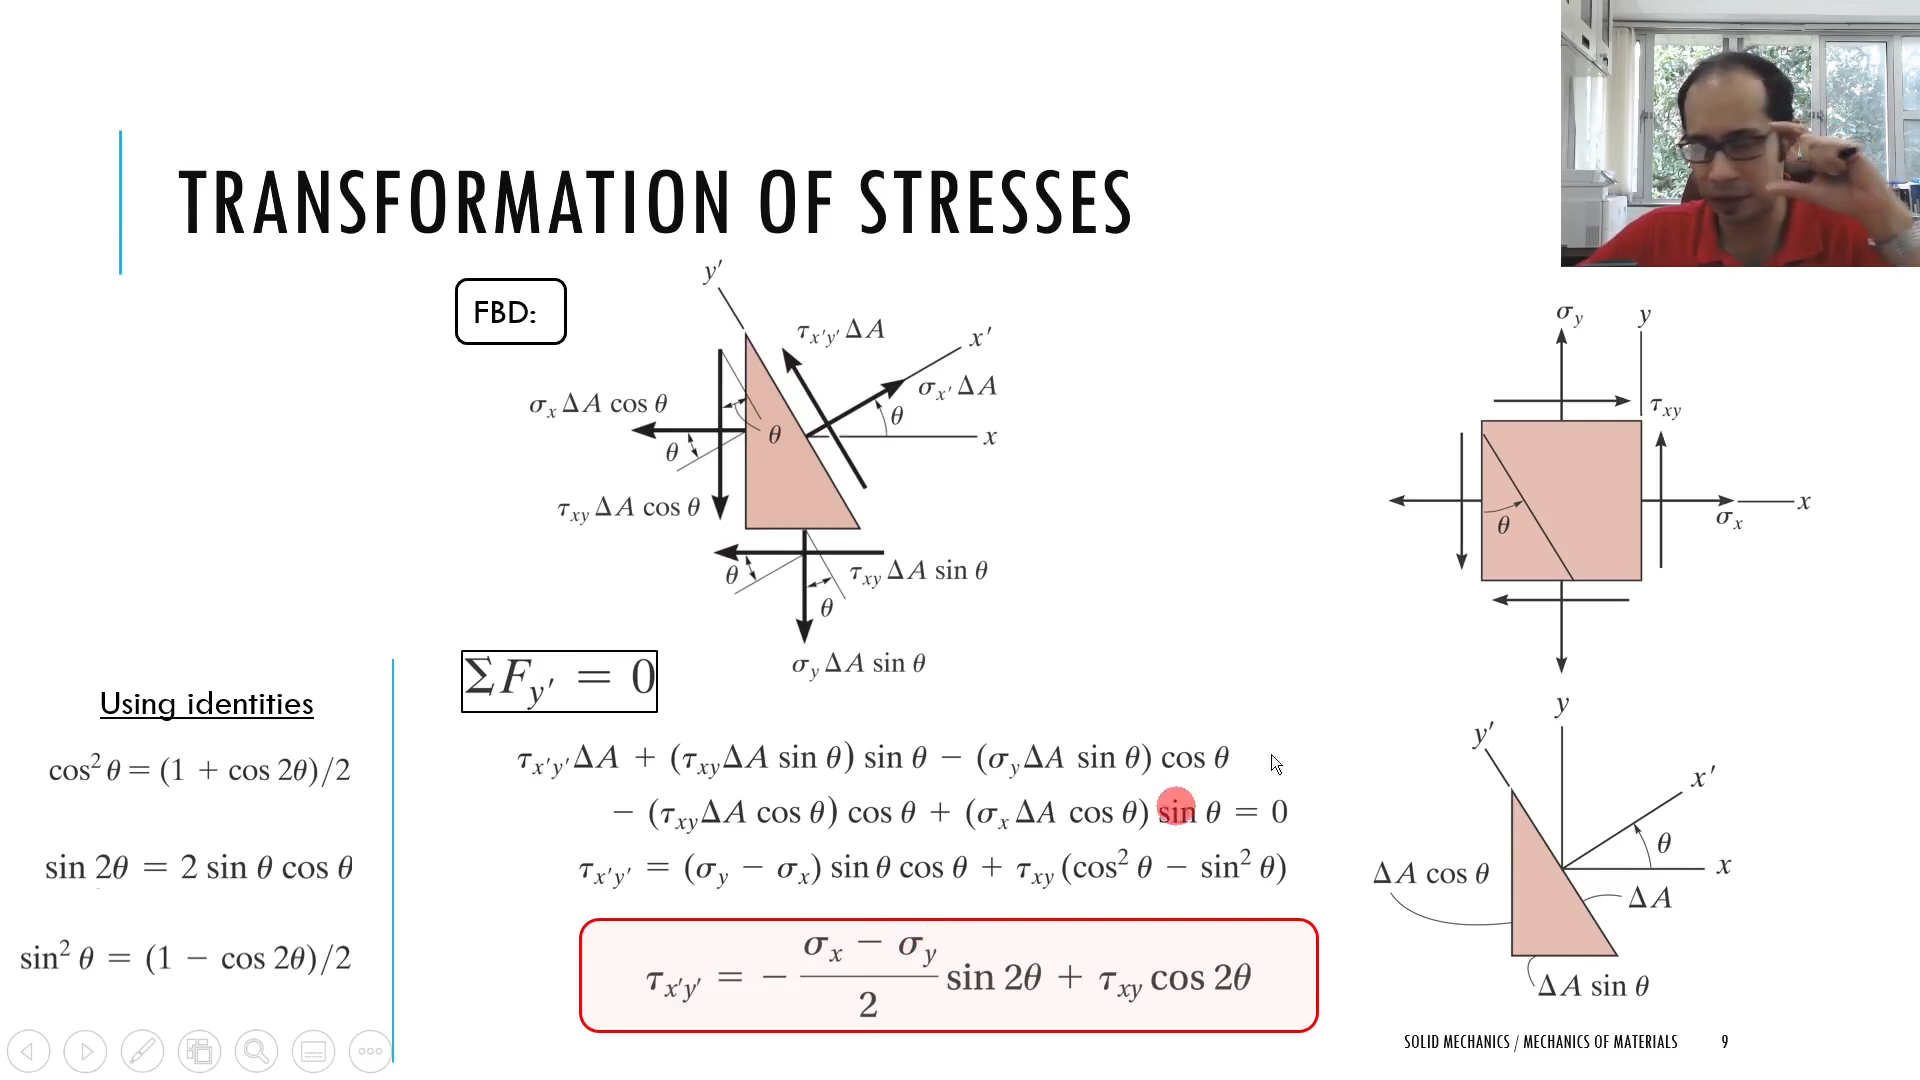 TRANSFORMATION OF STRESSES
FBD:
y′
τx′y′ ΔA
x′
σx′ ΔA
θ
x
σx ΔA cos θ
θ
θ
τxy ΔA cos θ
θ
τxy ΔA sin θ
θ
σy ΔA sin θ
σy
y
τxy
θ
σx
x
ΣFy′ = 0
Using identities
cos² θ = (1 + cos 2θ)/2
sin 2θ = 2 sin θ cos θ
sin² θ = (1 − cos 2θ)/2
τx′y′ΔA + (τxyΔA sin θ) sin θ − (σyΔA sin θ) cos θ
− (τxyΔA cos θ) cos θ + (σxΔA cos θ) sin θ = 0
τx′y′ = (σy − σx) sin θ cos θ + τxy (cos² θ − sin² θ)
τx′y′ = − (σx − σy)/2 sin 2θ + τxy cos 2θ
y
y′
x′
θ
x
ΔA cos θ
ΔA
ΔA sin θ
SOLID MECHANICS / MECHANICS OF MATERIALS 9